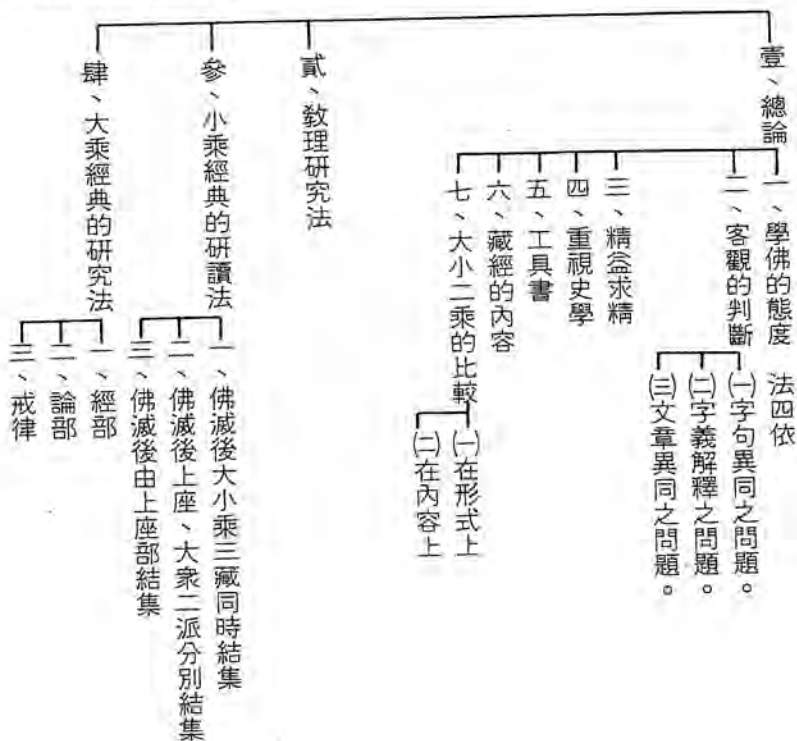 壹、總論
一、學佛的態度　法四依
二、客觀的判斷
㈠字句異同之問題。
㈡字義解釋之問題。
㈢文章異同之問題。
三、精益求精
四、重視史學
五、工具書
六、藏經的內容
七、大小二乘的比較
㈠在形式上
㈡在內容上
貳、教理研究法
參、小乘經典的研讀法
一、佛滅後大小乘三藏同時結集
二、佛滅後上座、大衆二派分別結集
三、佛滅後由上座部結集
肆、大乘經典的研究法
一、經部
二、論部
三、戒律